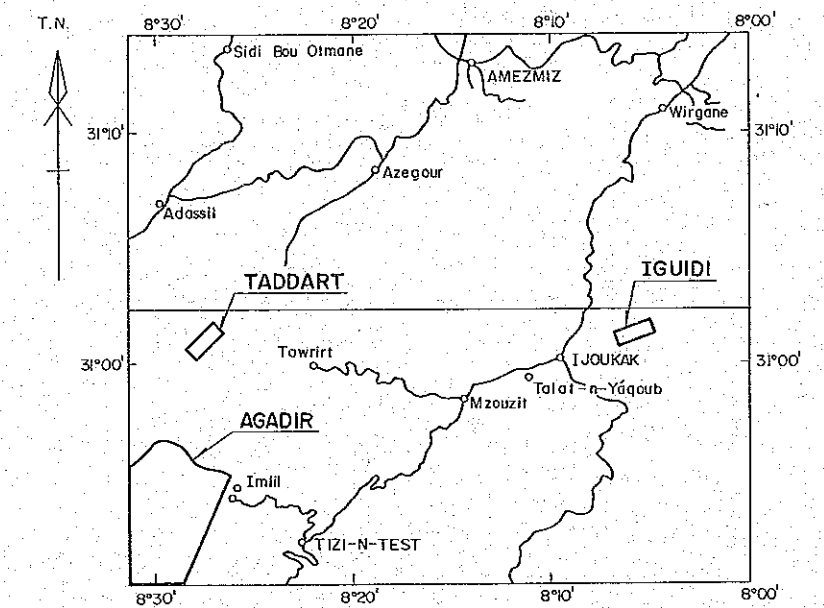 T.N.
8°30' 8°20' 8°10' 8°00'
Sidi Bou Otmane
AMEZMIZ
31°10' 31°10'
Wirgane
Azegour
Adassil
IGUIDI
TADDART
Towrirt
31°00' IJOUKAK 31°00'
Talat-n-Yáqoub
Mzouzit
AGADIR
Imlil
TIZI-N-TEST
8°30' 8°20' 8°10' 8°00'